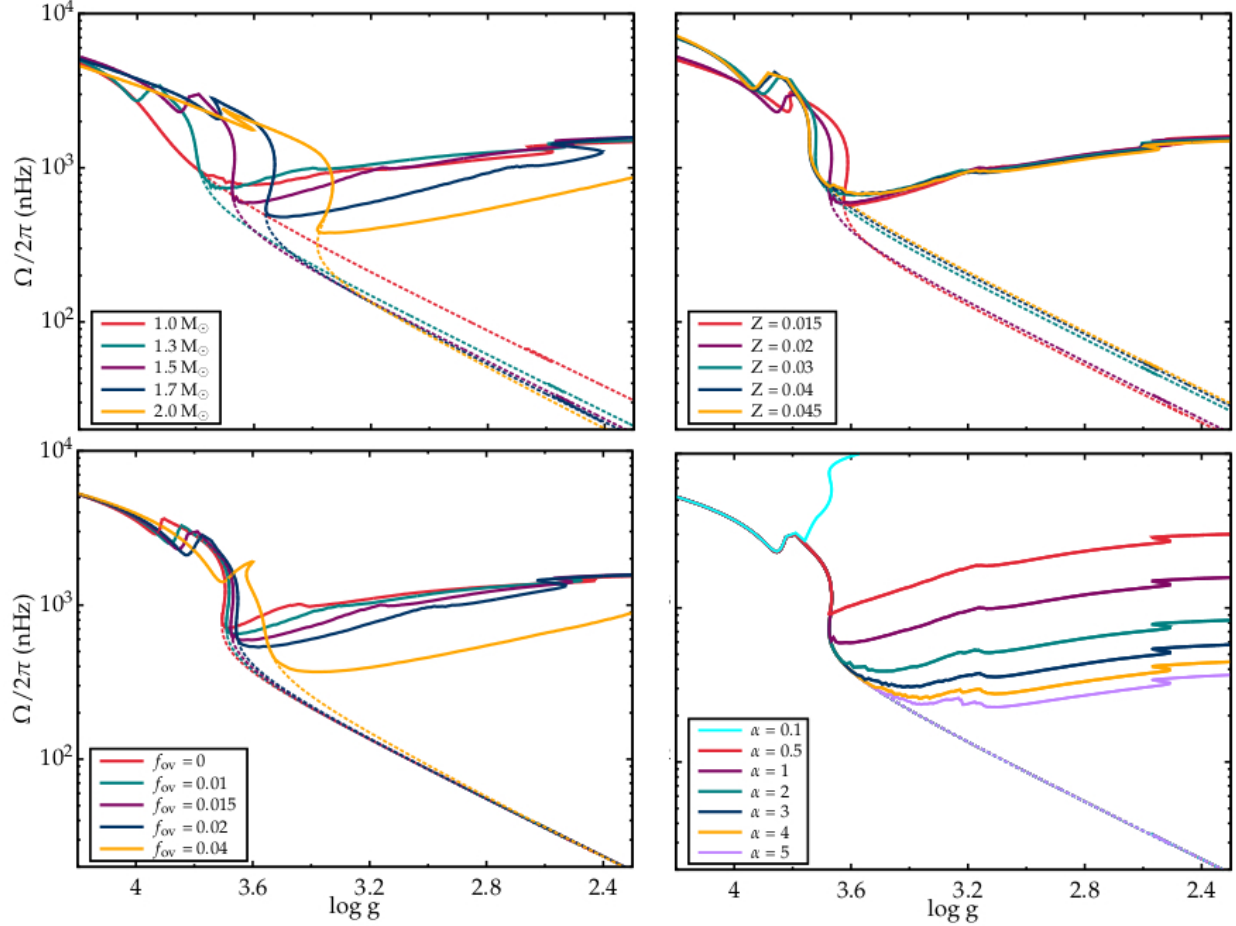 10⁴
10³
10²
Ω/2π (nHz)
1.0 M☉
1.3 M☉
1.5 M☉
1.7 M☉
2.0 M☉
Z = 0.015
Z = 0.02
Z = 0.03
Z = 0.04
Z = 0.045
10⁴
10³
10²
Ω/2π (nHz)
f_ov = 0
f_ov = 0.01
f_ov = 0.015
f_ov = 0.02
f_ov = 0.04
4 3.6 3.2 2.8 2.4
log g
α = 0.1
α = 0.5
α = 1
α = 2
α = 3
α = 4
α = 5
4 3.6 3.2 2.8 2.4
log g